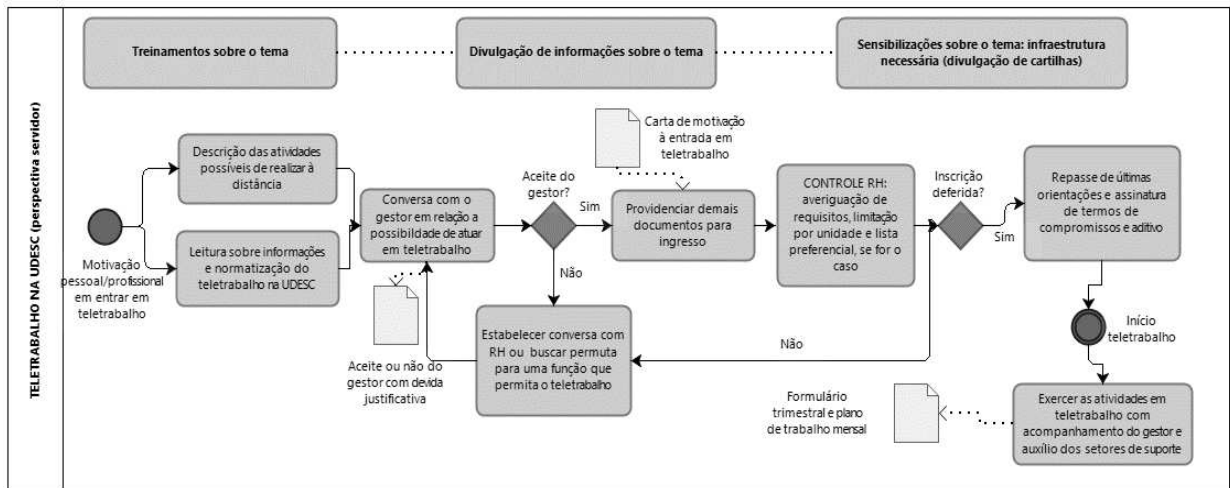 TELETRABALHO NA UDESC (perspectiva servidor)
Treinamentos sobre o tema
Divulgação de informações sobre o tema
Sensibilizações sobre o tema: infraestrutura
necessária (divulgação de cartilhas)
Motivação
pessoal/profissional
em entrar em
teletrabalho
Descrição das atividades
possíveis de realizar à
distância
Leitura sobre informações
e normatização do
teletrabalho na UDESC
Conversa com o
gestor em relação a
possibildade de atuar
em teletrabalho
Aceite ou não do
gestor com devida
justificativa
Aceite do
gestor?
Sim
Não
Estabelecer conversa com
RH ou buscar permuta
para uma função que
permita o teletrabalho
Carta de motivação
à entrada em
teletrabalho
Providenciar demais
documentos para
ingresso
CONTROLE RH:
averiguação de
requisitos, limitação
por unidade e lista
preferencial, se for o
caso
Inscrição
deferida?
Sim
Não
Repasse de últimas
orientações e assinatura
de termos de
compromissos e aditivo
Início
teletrabalho
Exercer as atividades em
teletrabalho com
acompanhamento do gestor e
auxílio dos setores de suporte
Formulário
trimestral e plano
de trabalho mensal